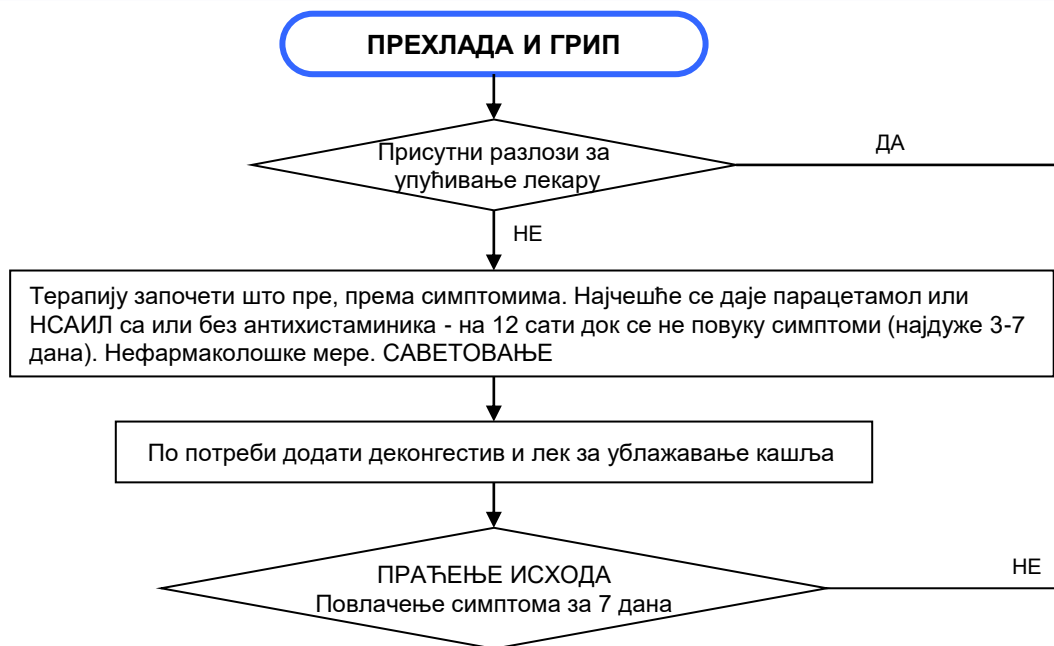 ПРЕХЛАДА И ГРИП
Присутни разлози за
упућивање лекару
ДА
НЕ
Терапију започети што пре, према симптомима. Најчешће се даје парацетамол или
НСАИЛ са или без антихистаминика - на 12 сати док се не повуку симптоми (најдуже 3-7
дана). Нефармаколошке мере. САВЕТОВАЊЕ
По потреби додати деконгестив и лек за ублажавање кашља
ПРАЋЕЊЕ ИСХОДА
Повлачење симптома за 7 дана
НЕ